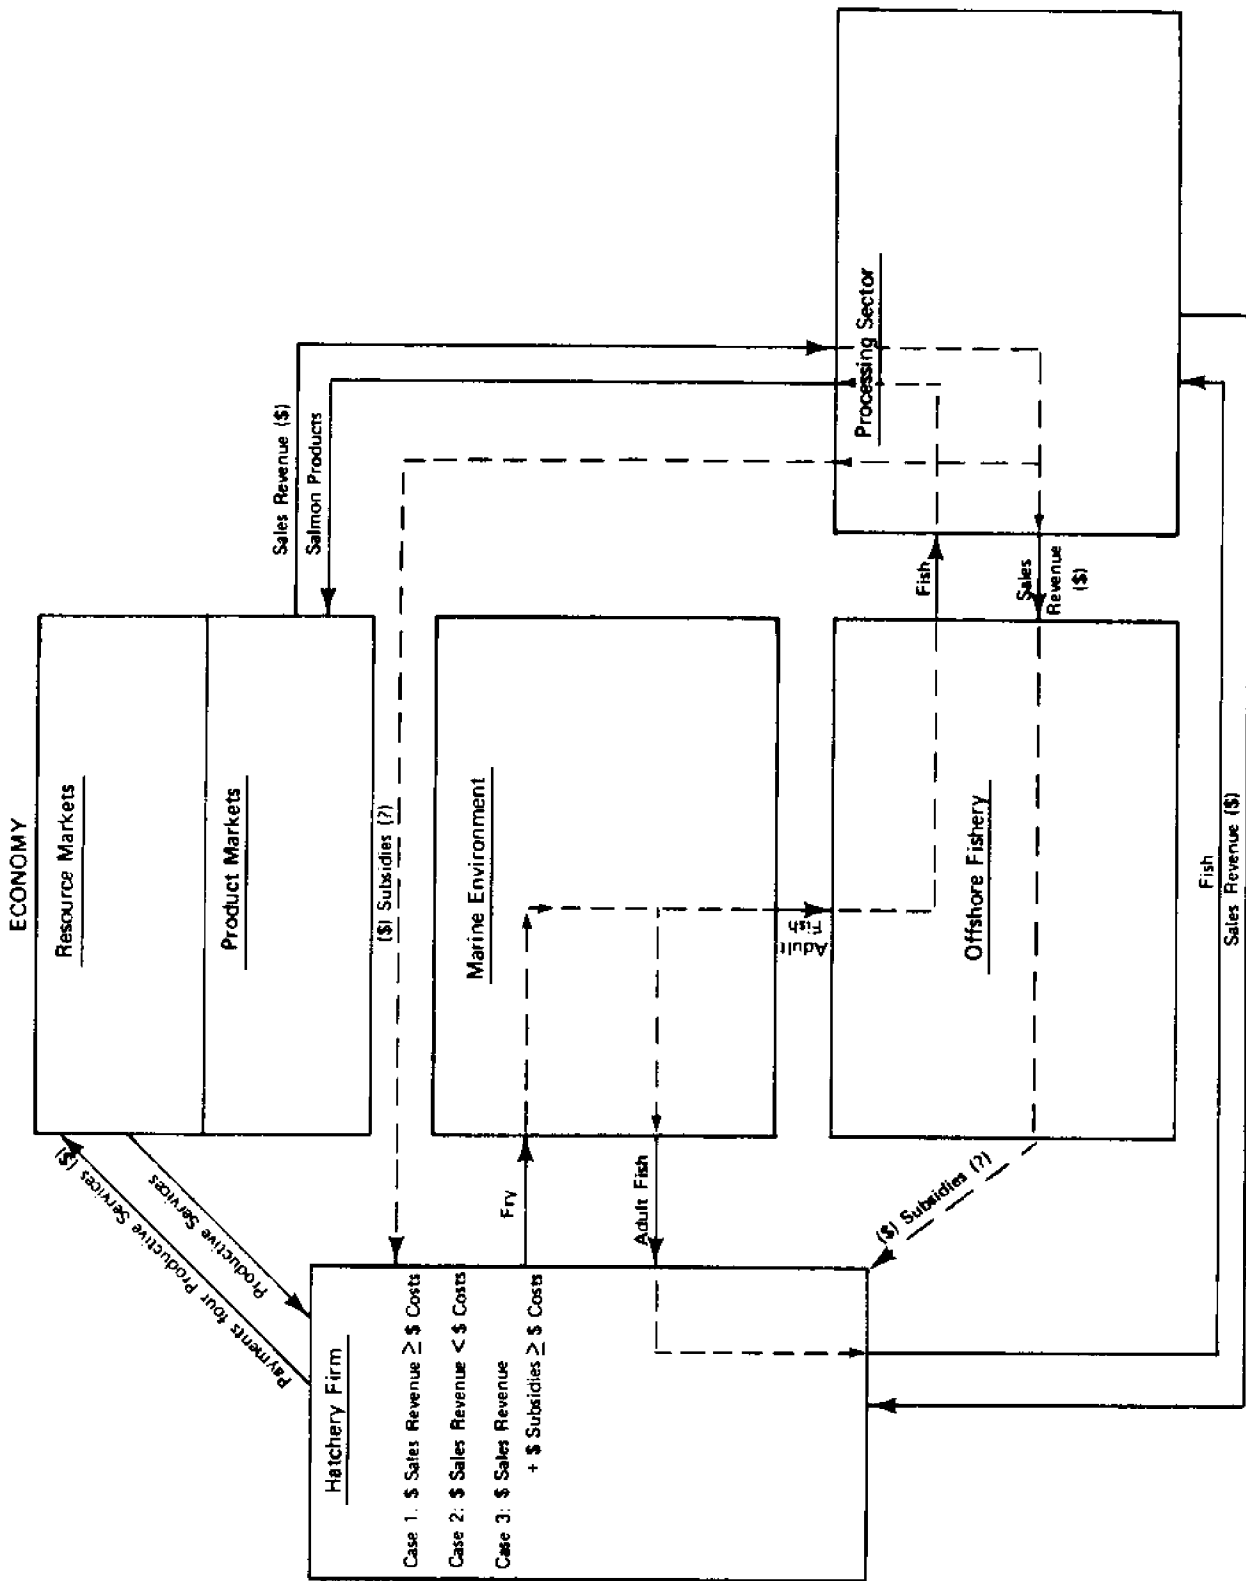 ECONOMY
Resource Markets
Product Markets
Payments four Productive Services ($)
Productive Services
Sales Revenue ($)
Salmon Products
($) Subsidies (?)
Hatchery Firm
Case 1. $ Sales Revenue ≥ $ Costs
Case 2: $ Sales Revenue < $ Costs
Case 3: $ Sales Revenue
+ $ Subsidies ≥ $ Costs
Fry
Adult Fish
Marine Environment
Adult
Fish
Fish
Processing Sector
Sales
Revenue
($)
Offshore Fishery
($) Subsidies (?)
Fish
Sales Revenue ($)